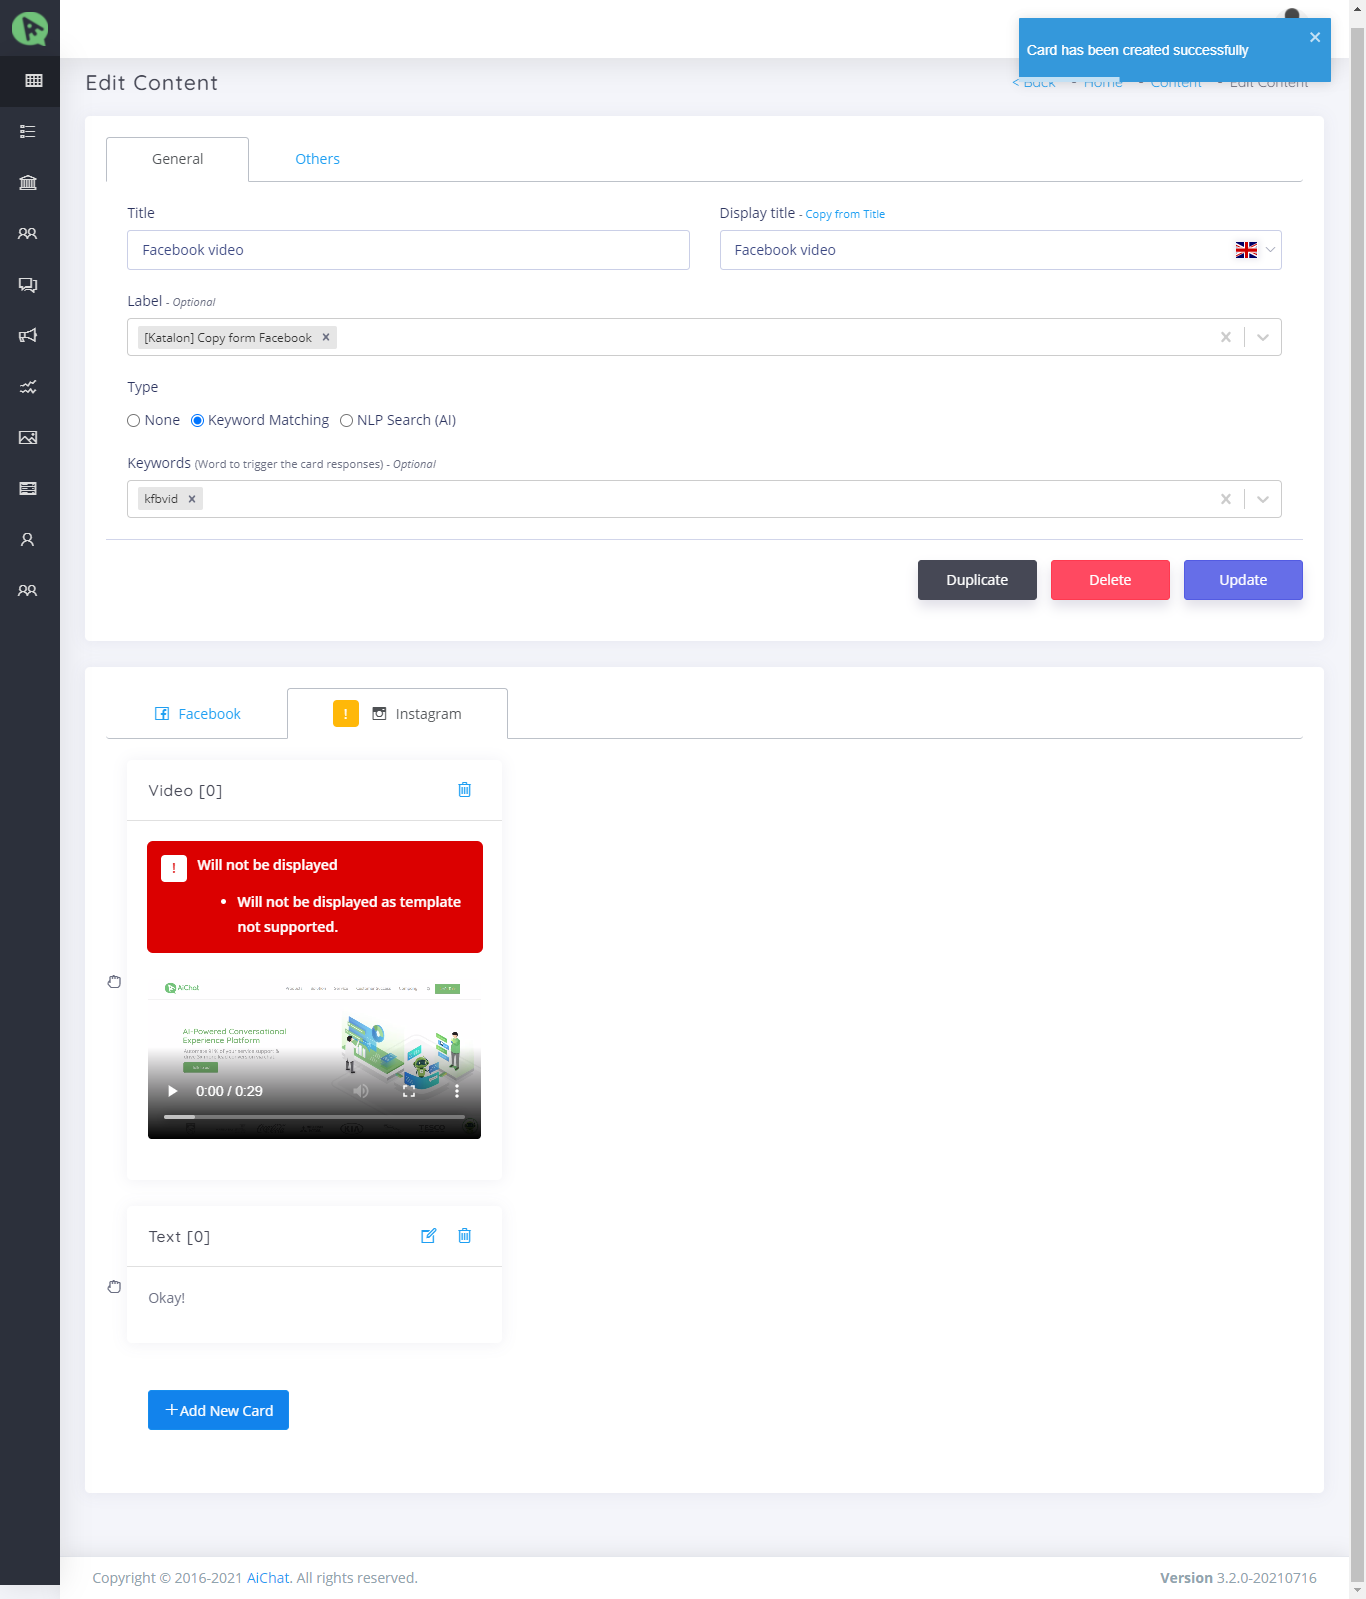 Card has been created successfully
Edit Content
< Back - Home - Content - Edit Content
General
Others
Title
Display title - Copy from Title
Facebook video
Facebook video
Label - Optional
[Katalon] Copy form Facebook
Type
None
Keyword Matching
NLP Search (AI)
Keywords (Word to trigger the card responses) - Optional
kfbvid
Duplicate
Delete
Update
Facebook
! Instagram
Video [0]
! Will not be displayed
• Will not be displayed as template
not supported.
AiChat
AI-Powered Conversational
Experience Platform
0:00 / 0:29
Text [0]
Okay!
+Add New Card
Copyright © 2016-2021 AiChat. All rights reserved.
Version 3.2.0-20210716